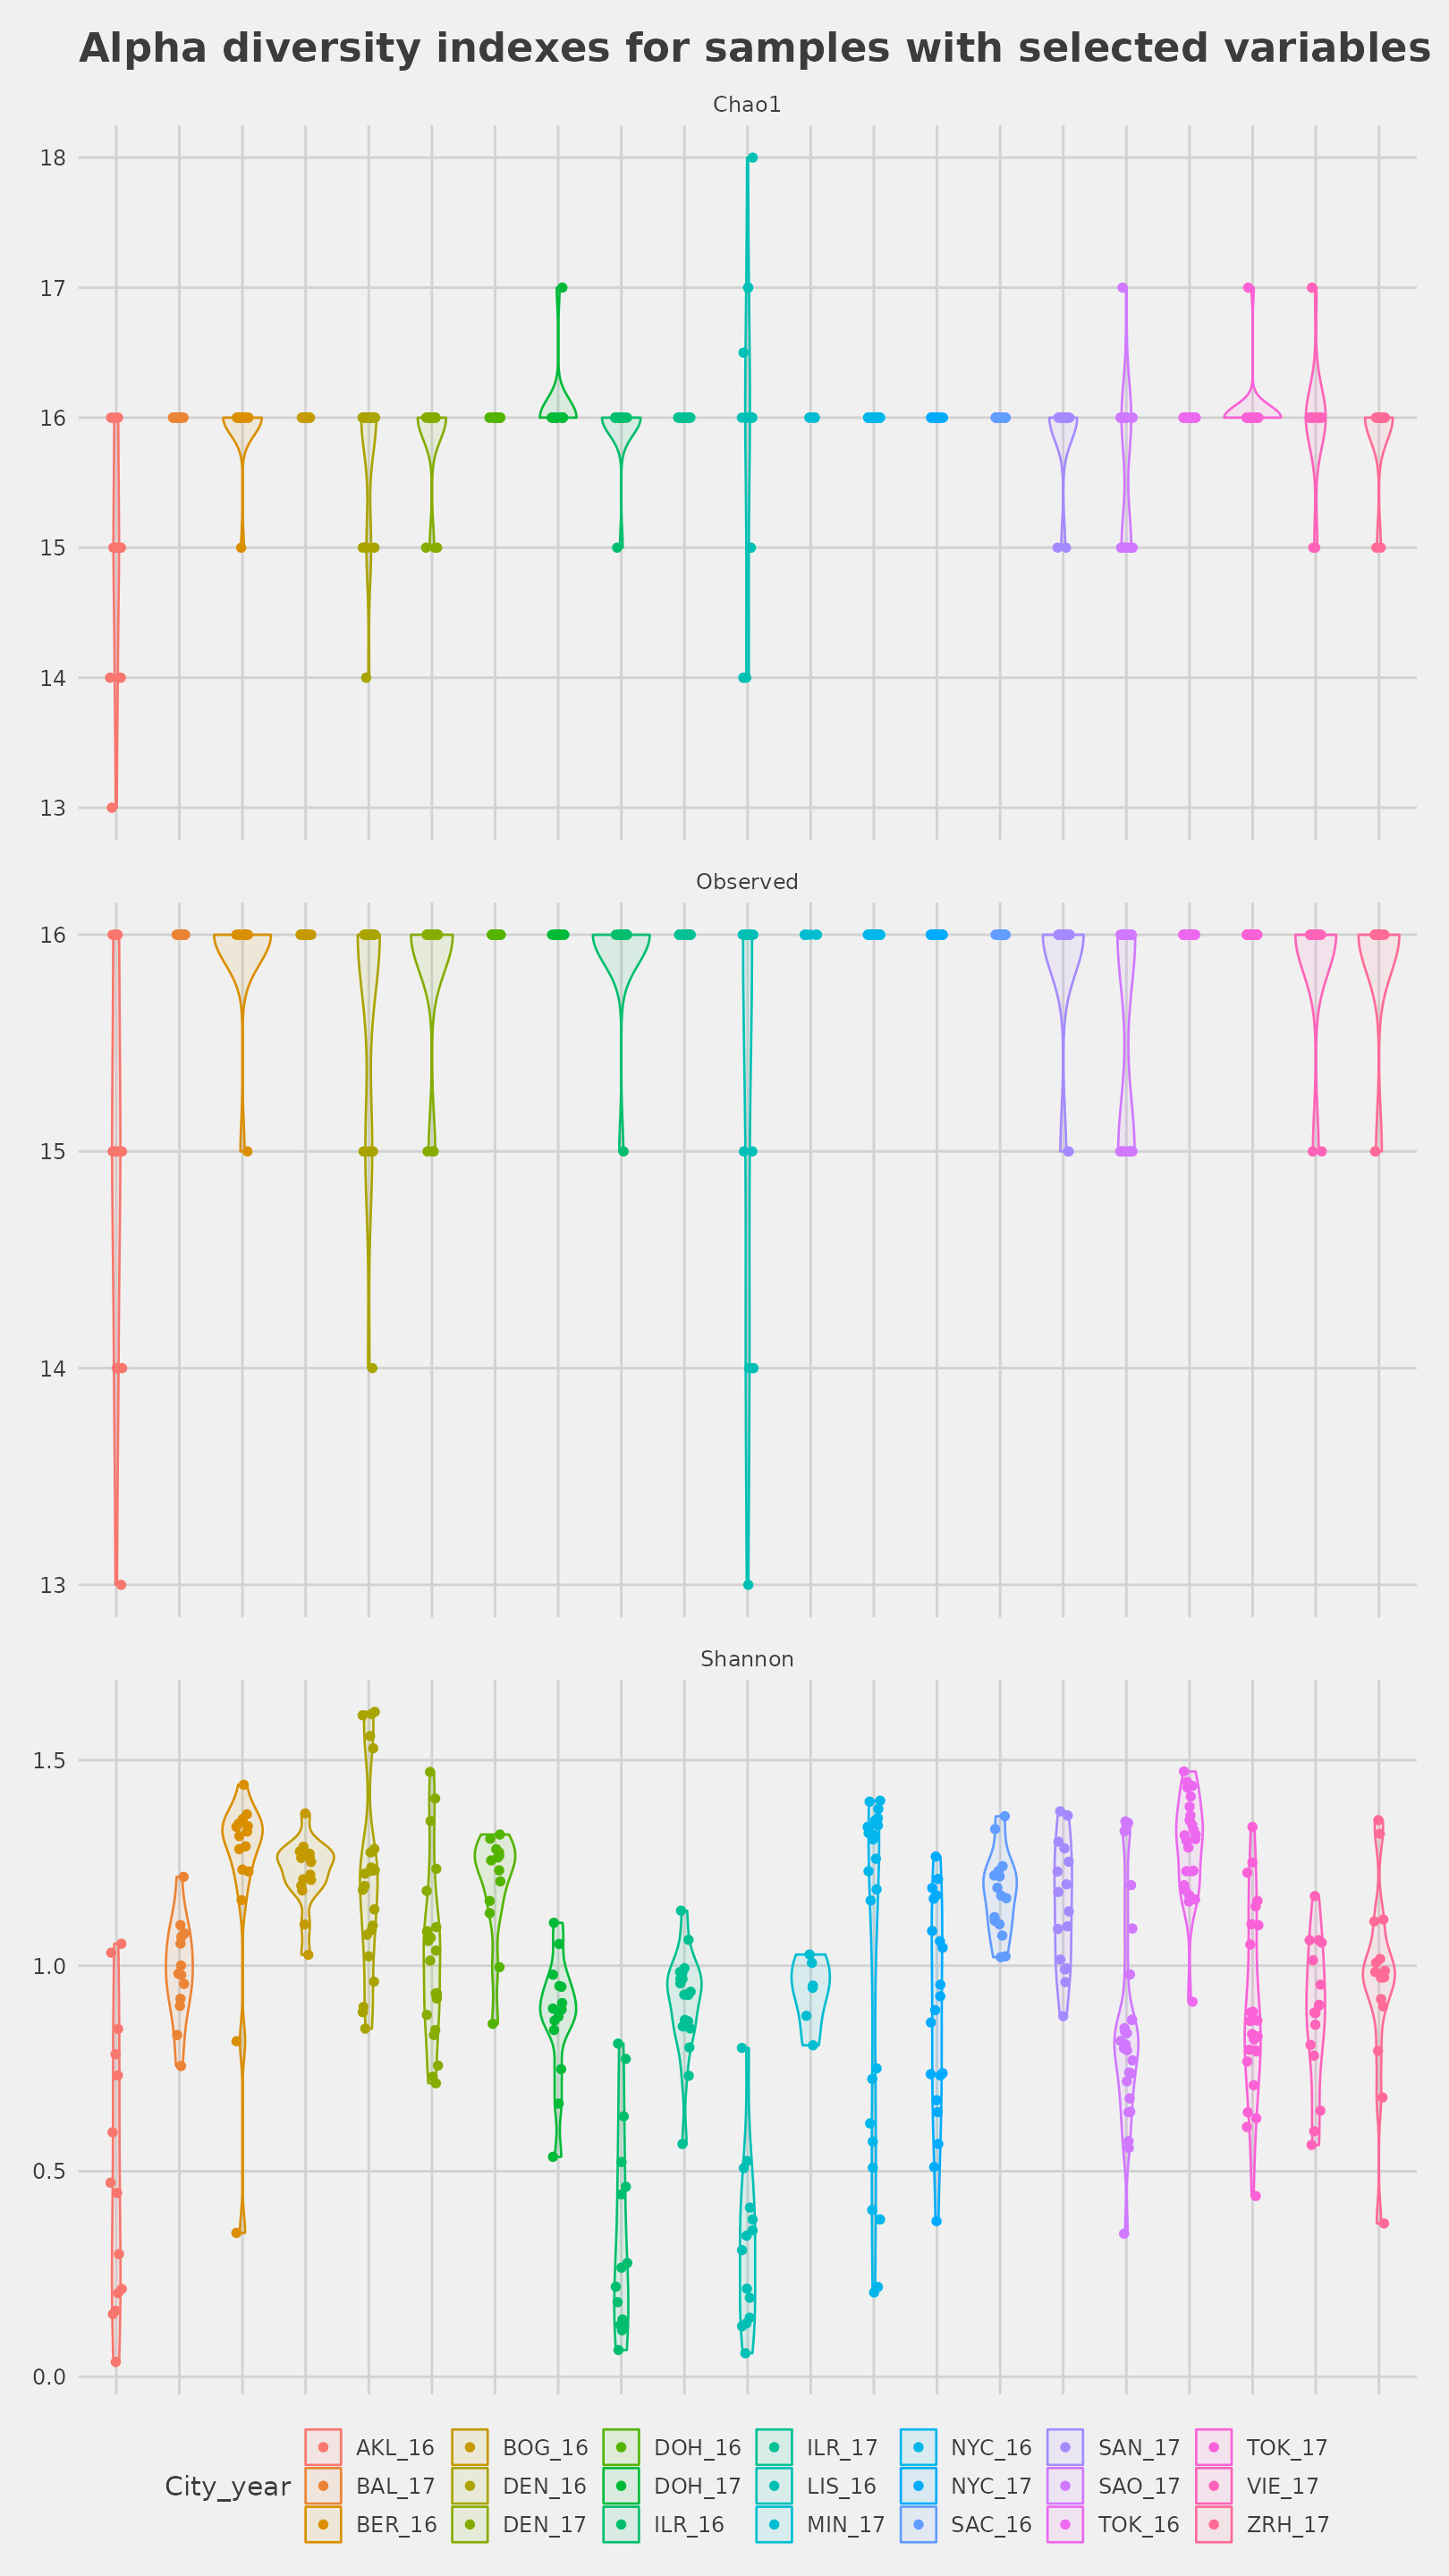 Alpha diversity indexes for samples with selected variables
Chao1
18
17
16
15
14
13
Observed
16
15
14
13
Shannon
1.5
1.0
0.5
0.0
City_year
AKL_16 BOG_16 DOH_16 ILR_17 NYC_16 SAN_17 TOK_17
BAL_17 DEN_16 DOH_17 LIS_16 NYC_17 SAO_17 VIE_17
BER_16 DEN_17 ILR_16 MIN_17 SAC_16 TOK_16 ZRH_17